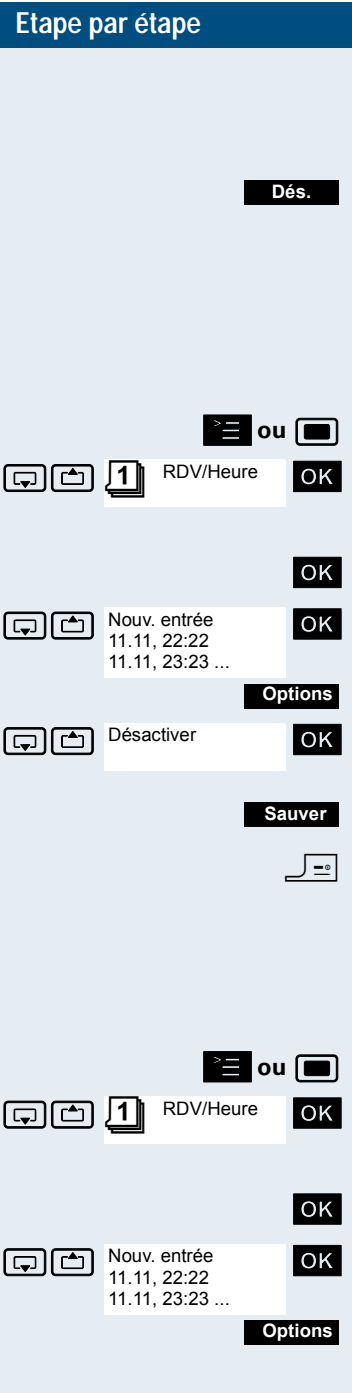 Etape par étape
Dés.
ou
1 RDV/Heure OK
OK
Nouv. entrée OK
11.11, 22:22
11.11, 23:23 ...
Options
Désactiver OK
Sauver
ou
1 RDV/Heure OK
OK
Nouv. entrée OK
11.11, 22:22
11.11, 23:23 ...
Options